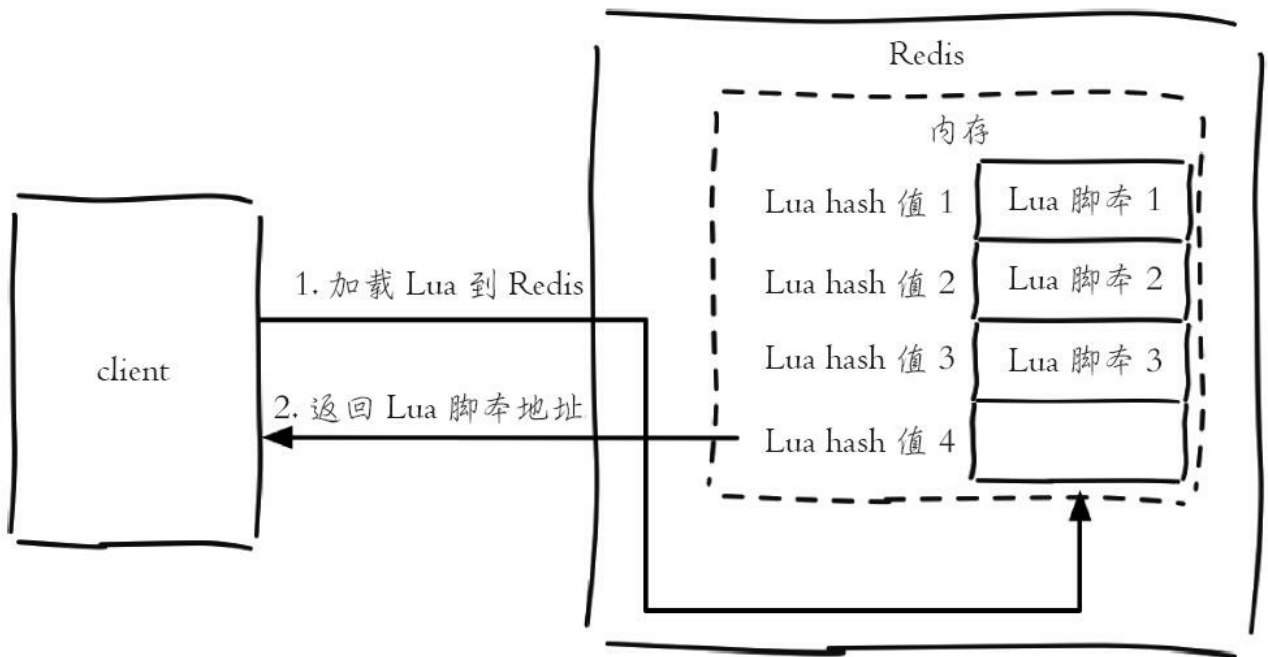 Redis
内存
Lua hash 值 1
Lua 脚本 1
1. 加载 Lua 到 Redis
Lua hash 值 2
Lua 脚本 2
client
Lua hash 值 3
Lua 脚本 3
2. 返回 Lua 脚本地址
Lua hash 值 4